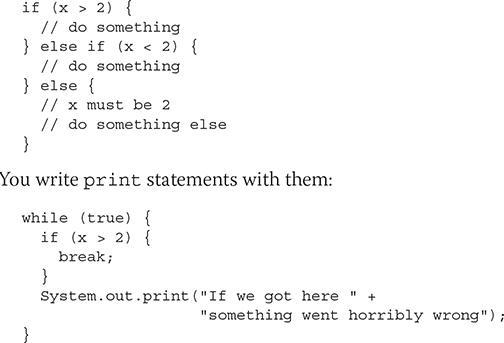 if (x > 2) {
  // do something
} else if (x < 2) {
  // do something
} else {
  // x must be 2
  // do something else
}
You write print statements with them:
while (true) {
  if (x > 2) {
    break;
  }
  System.out.print("If we got here " +
                   "something went horribly wrong");
}